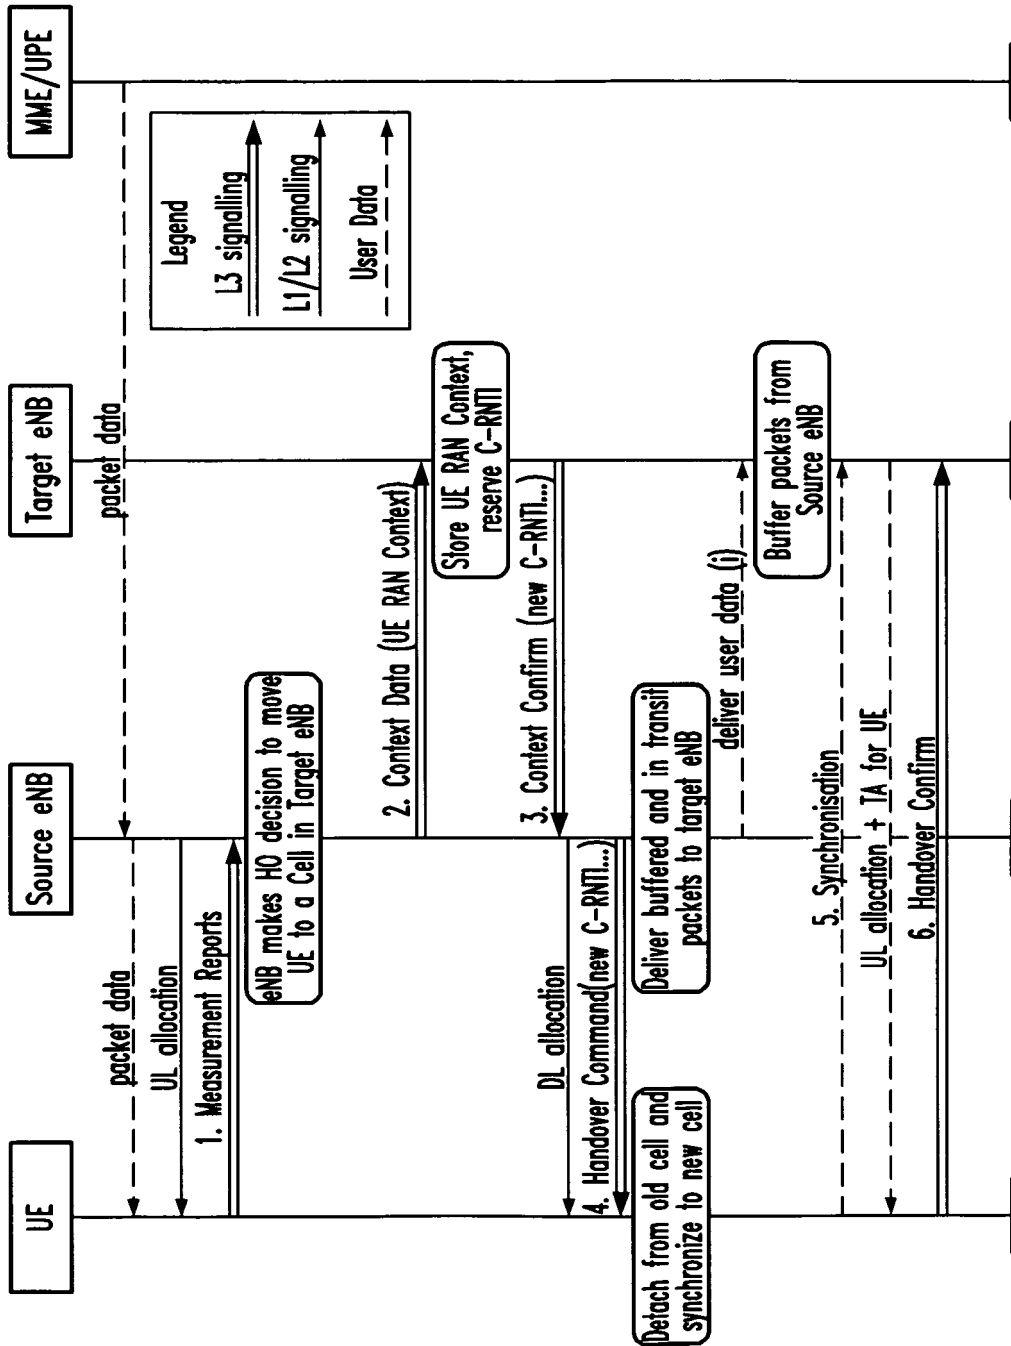 UE
Source eNB
Target eNB
MME/UPE
packet data
packet data
UL allocation
1. Measurement Reports
Legend
L3 signalling
L1/L2 signalling
User Data
eNB makes HO decision to move
UE to a Cell in Target eNB
2. Context Data (UE RAN Context)
Store UE RAN Context,
reserve C-RNTI
3. Context Confirm (new C-RNTI...)
DL allocation
4. Handover Command(new C-RNTI...)
Detach from old cell and
synchronize to new cell
Deliver buffered and in transit
packets to target eNB
deliver user data (i)
Buffer packets from
Source eNB
5. Synchronisation
UL allocation + TA for UE
6. Handover Confirm